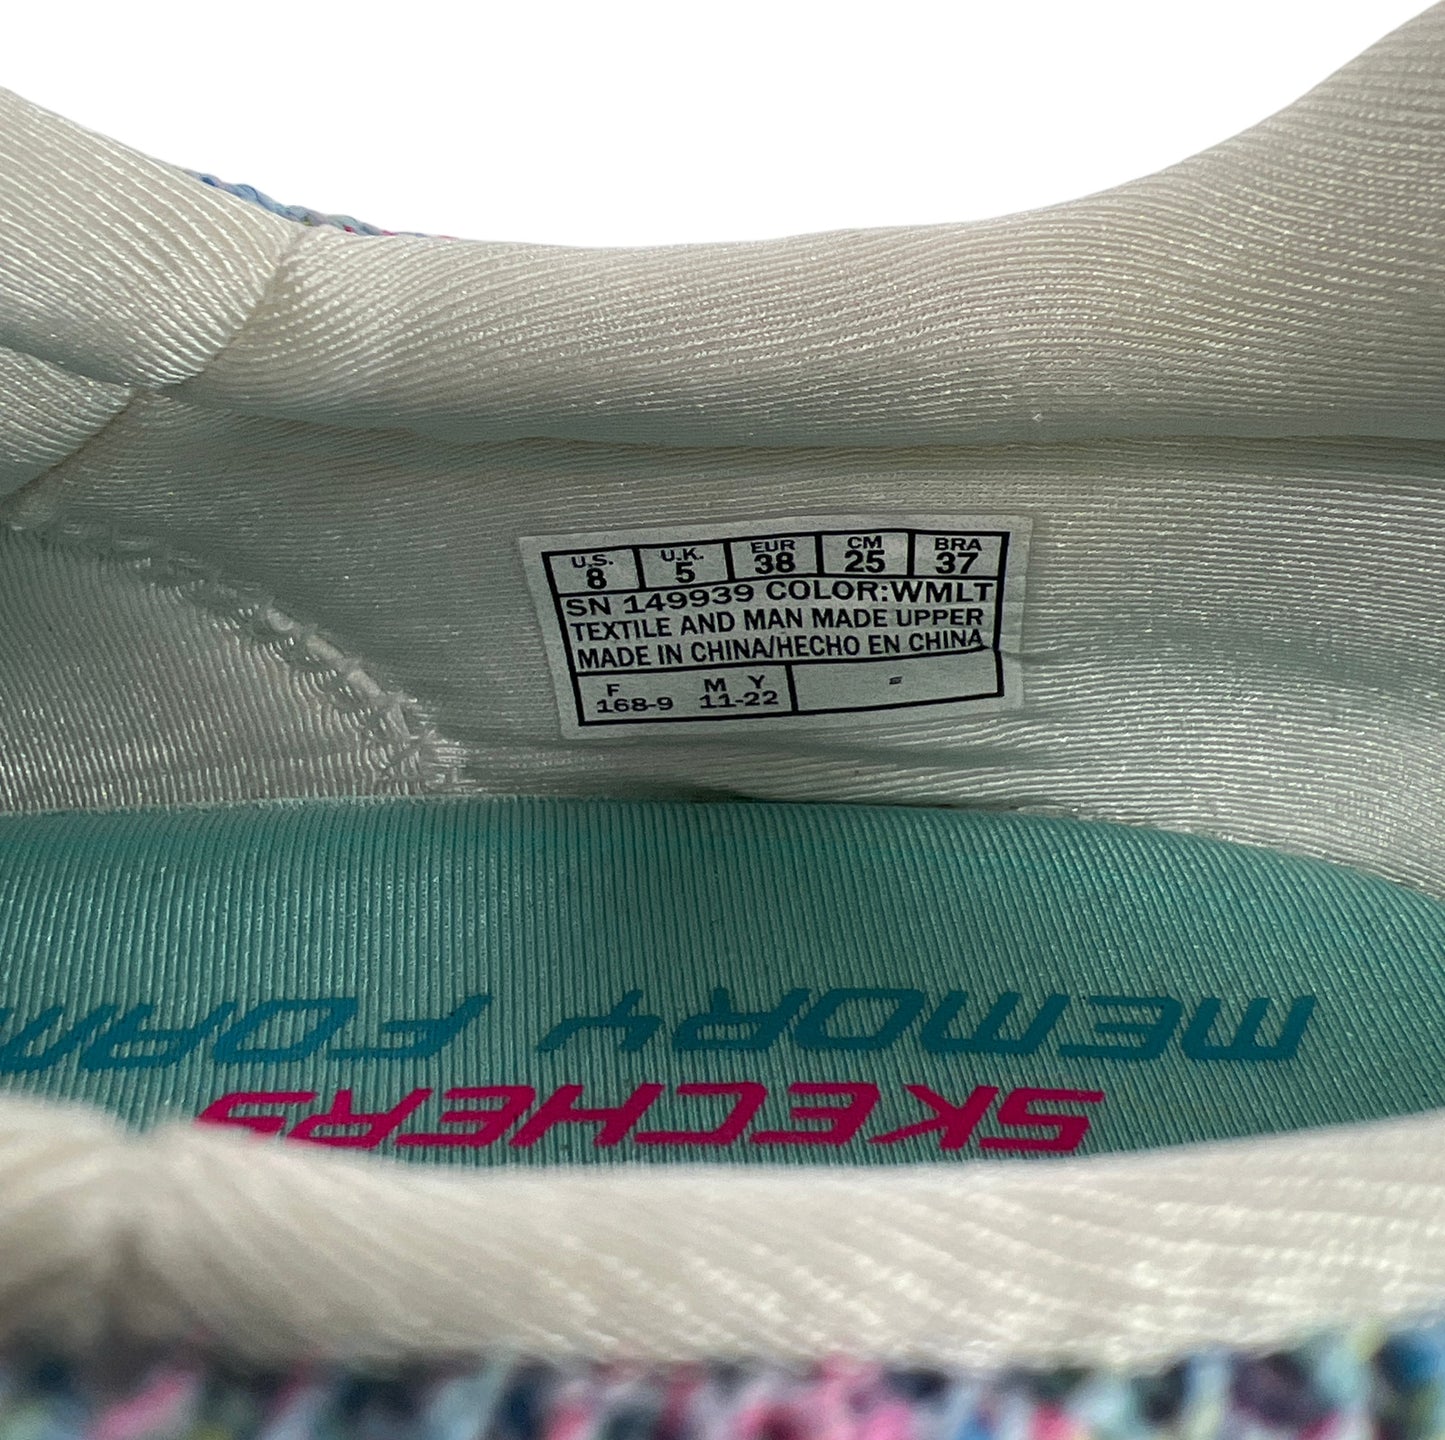 U.S. U.K. EUR CM BRA
8 5 38 25 37
SN 149939 COLOR:WMLT
TEXTILE AND MAN MADE UPPER
MADE IN CHINA/HECHO EN CHINA
F M Y
168-9 11-22
SKECHERS
MEMORY FOAM